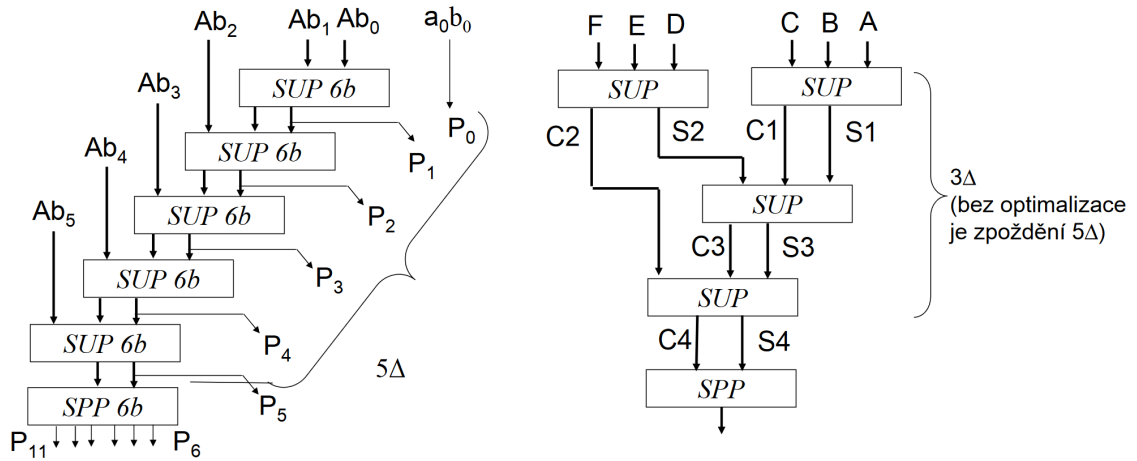 Ab₂
Ab₁ Ab₀
a₀b₀
SUP 6b
Ab₃
P₀
SUP 6b
P₁
Ab₄
SUP 6b
P₂
Ab₅
SUP 6b
P₃
SUP 6b
P₄
5Δ
SPP 6b
P₅
P₁₁
P₆
F E D
C B A
SUP
SUP
C2
S2
C1
S1
SUP
3Δ
(bez optimalizace
je zpoždění 5Δ)
C3
S3
SUP
C4
S4
SPP